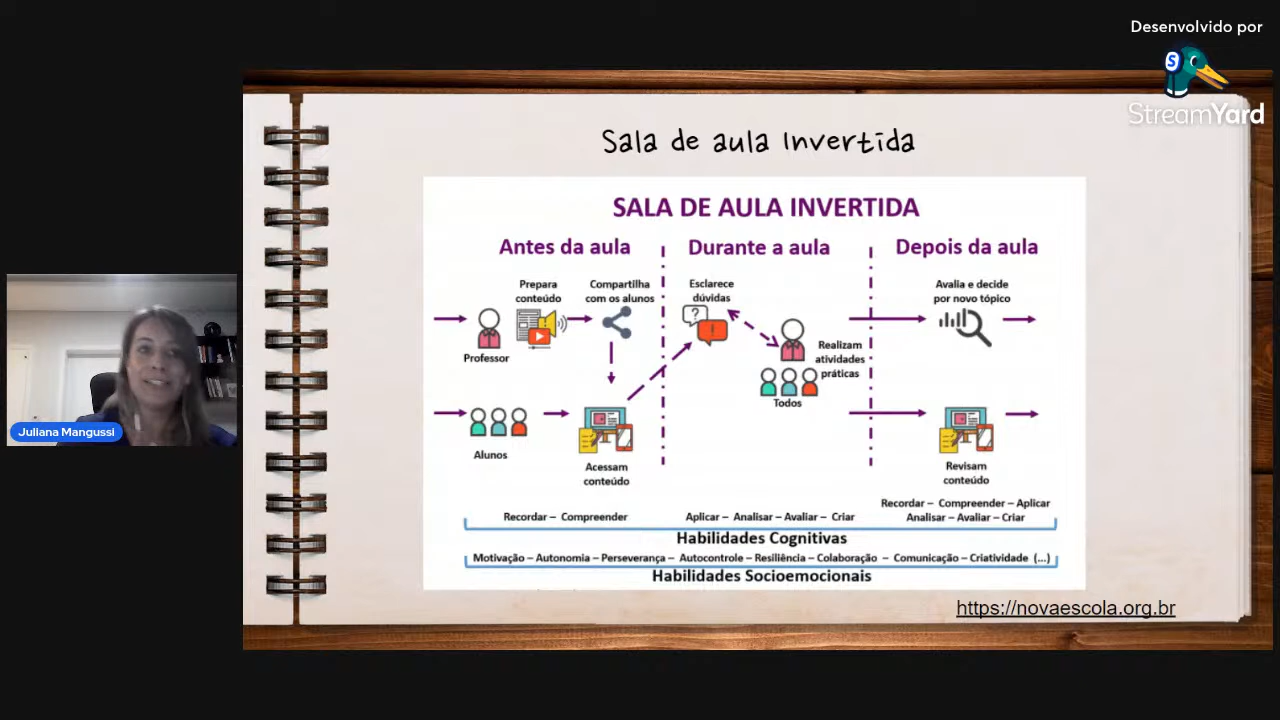 Desenvolvido por
StreamYard
Sala de aula Invertida
SALA DE AULA INVERTIDA
Antes da aula
Durante a aula
Depois da aula
Prepara
conteúdo
Compartilha
com os alunos
Esclarece
dúvidas
Avalia e decide
por novo tópico
Professor
Realizam
atividades
práticas
Todos
Alunos
Acessam
conteúdo
Revisam
conteúdo
Recordar – Compreender
Aplicar – Analisar – Avaliar – Criar
Recordar – Compreender – Aplicar
Analisar – Avaliar – Criar
Habilidades Cognitivas
Motivação – Autonomia – Perseverança – Autocontrole – Resiliência – Colaboração – Comunicação – Criatividade (...)
Habilidades Socioemocionais
https://novaescola.org.br
Juliana Mangussi